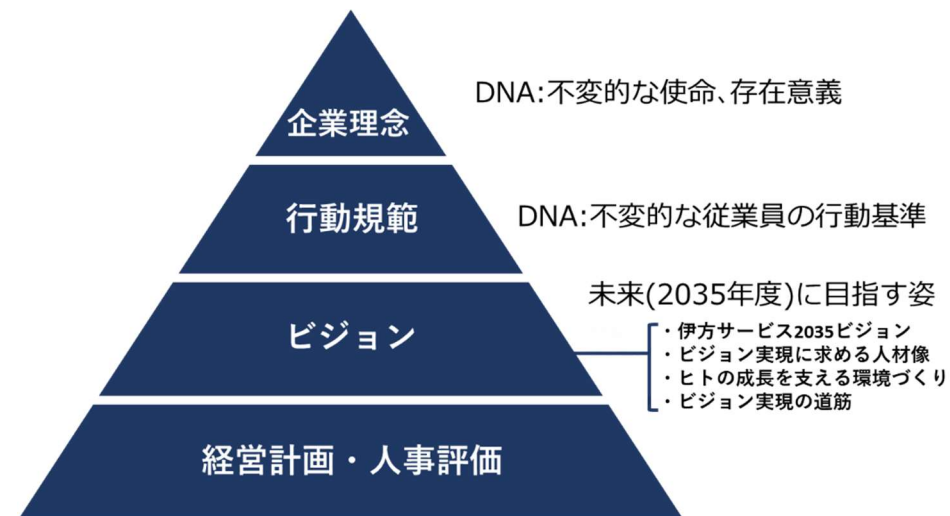 企業理念
DNA:不変的な使命、存在意義
行動規範
DNA:不変的な従業員の行動基準
未来(2035年度)に目指す姿
ビジョン
・伊方サービス2035ビジョン
・ビジョン実現に求める人材像
・ヒトの成長を支える環境づくり
・ビジョン実現の道筋
経営計画・人事評価